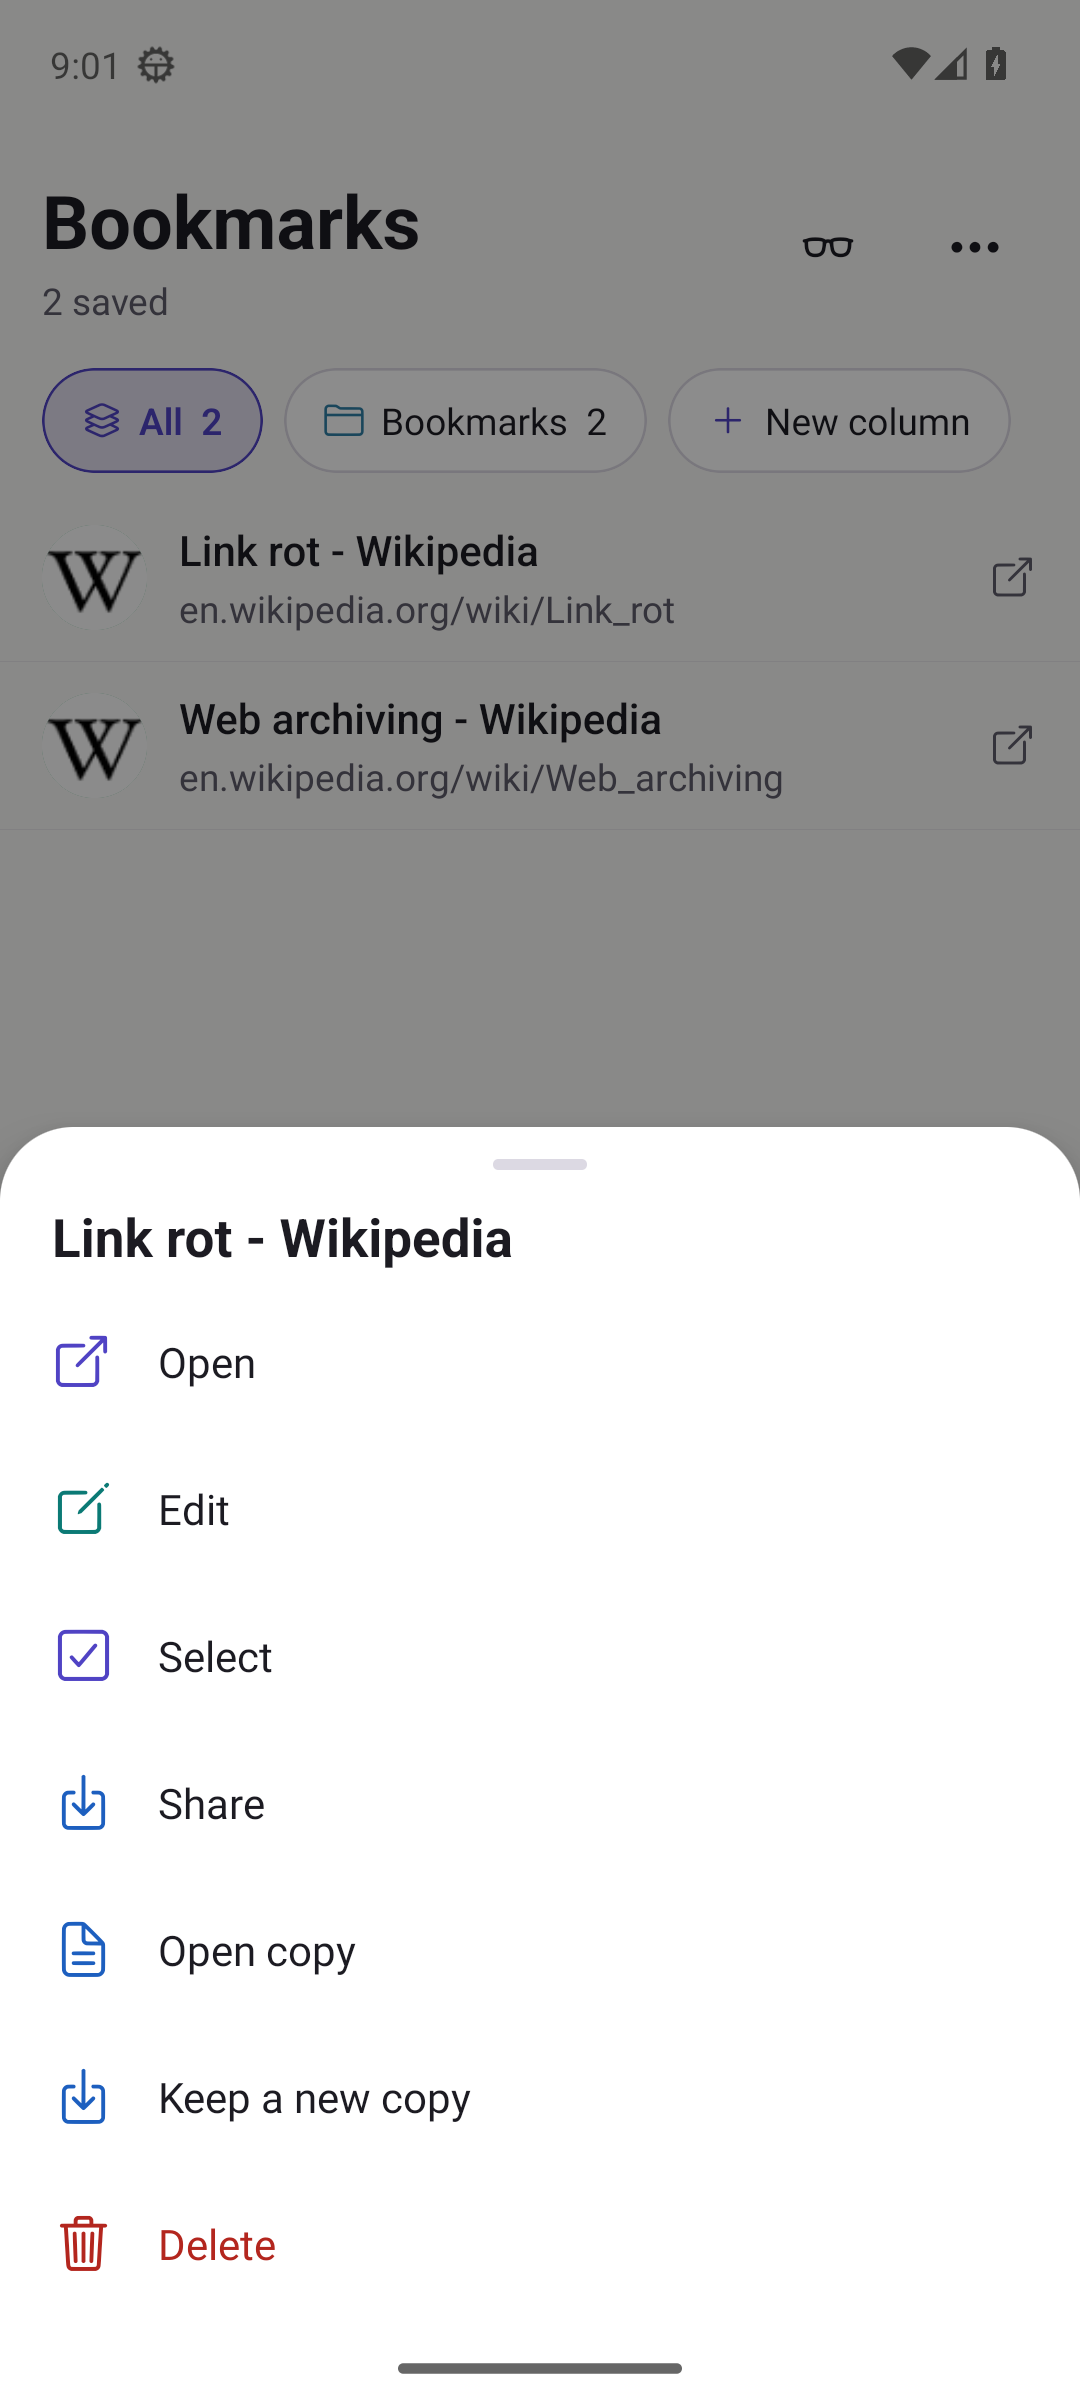 9:01
Bookmarks
2 saved
All 2
Bookmarks 2
New column
Link rot - Wikipedia
en.wikipedia.org/wiki/Link_rot
Web archiving - Wikipedia
en.wikipedia.org/wiki/Web_archiving
Link rot - Wikipedia
Open
Edit
Select
Share
Open copy
Keep a new copy
Delete